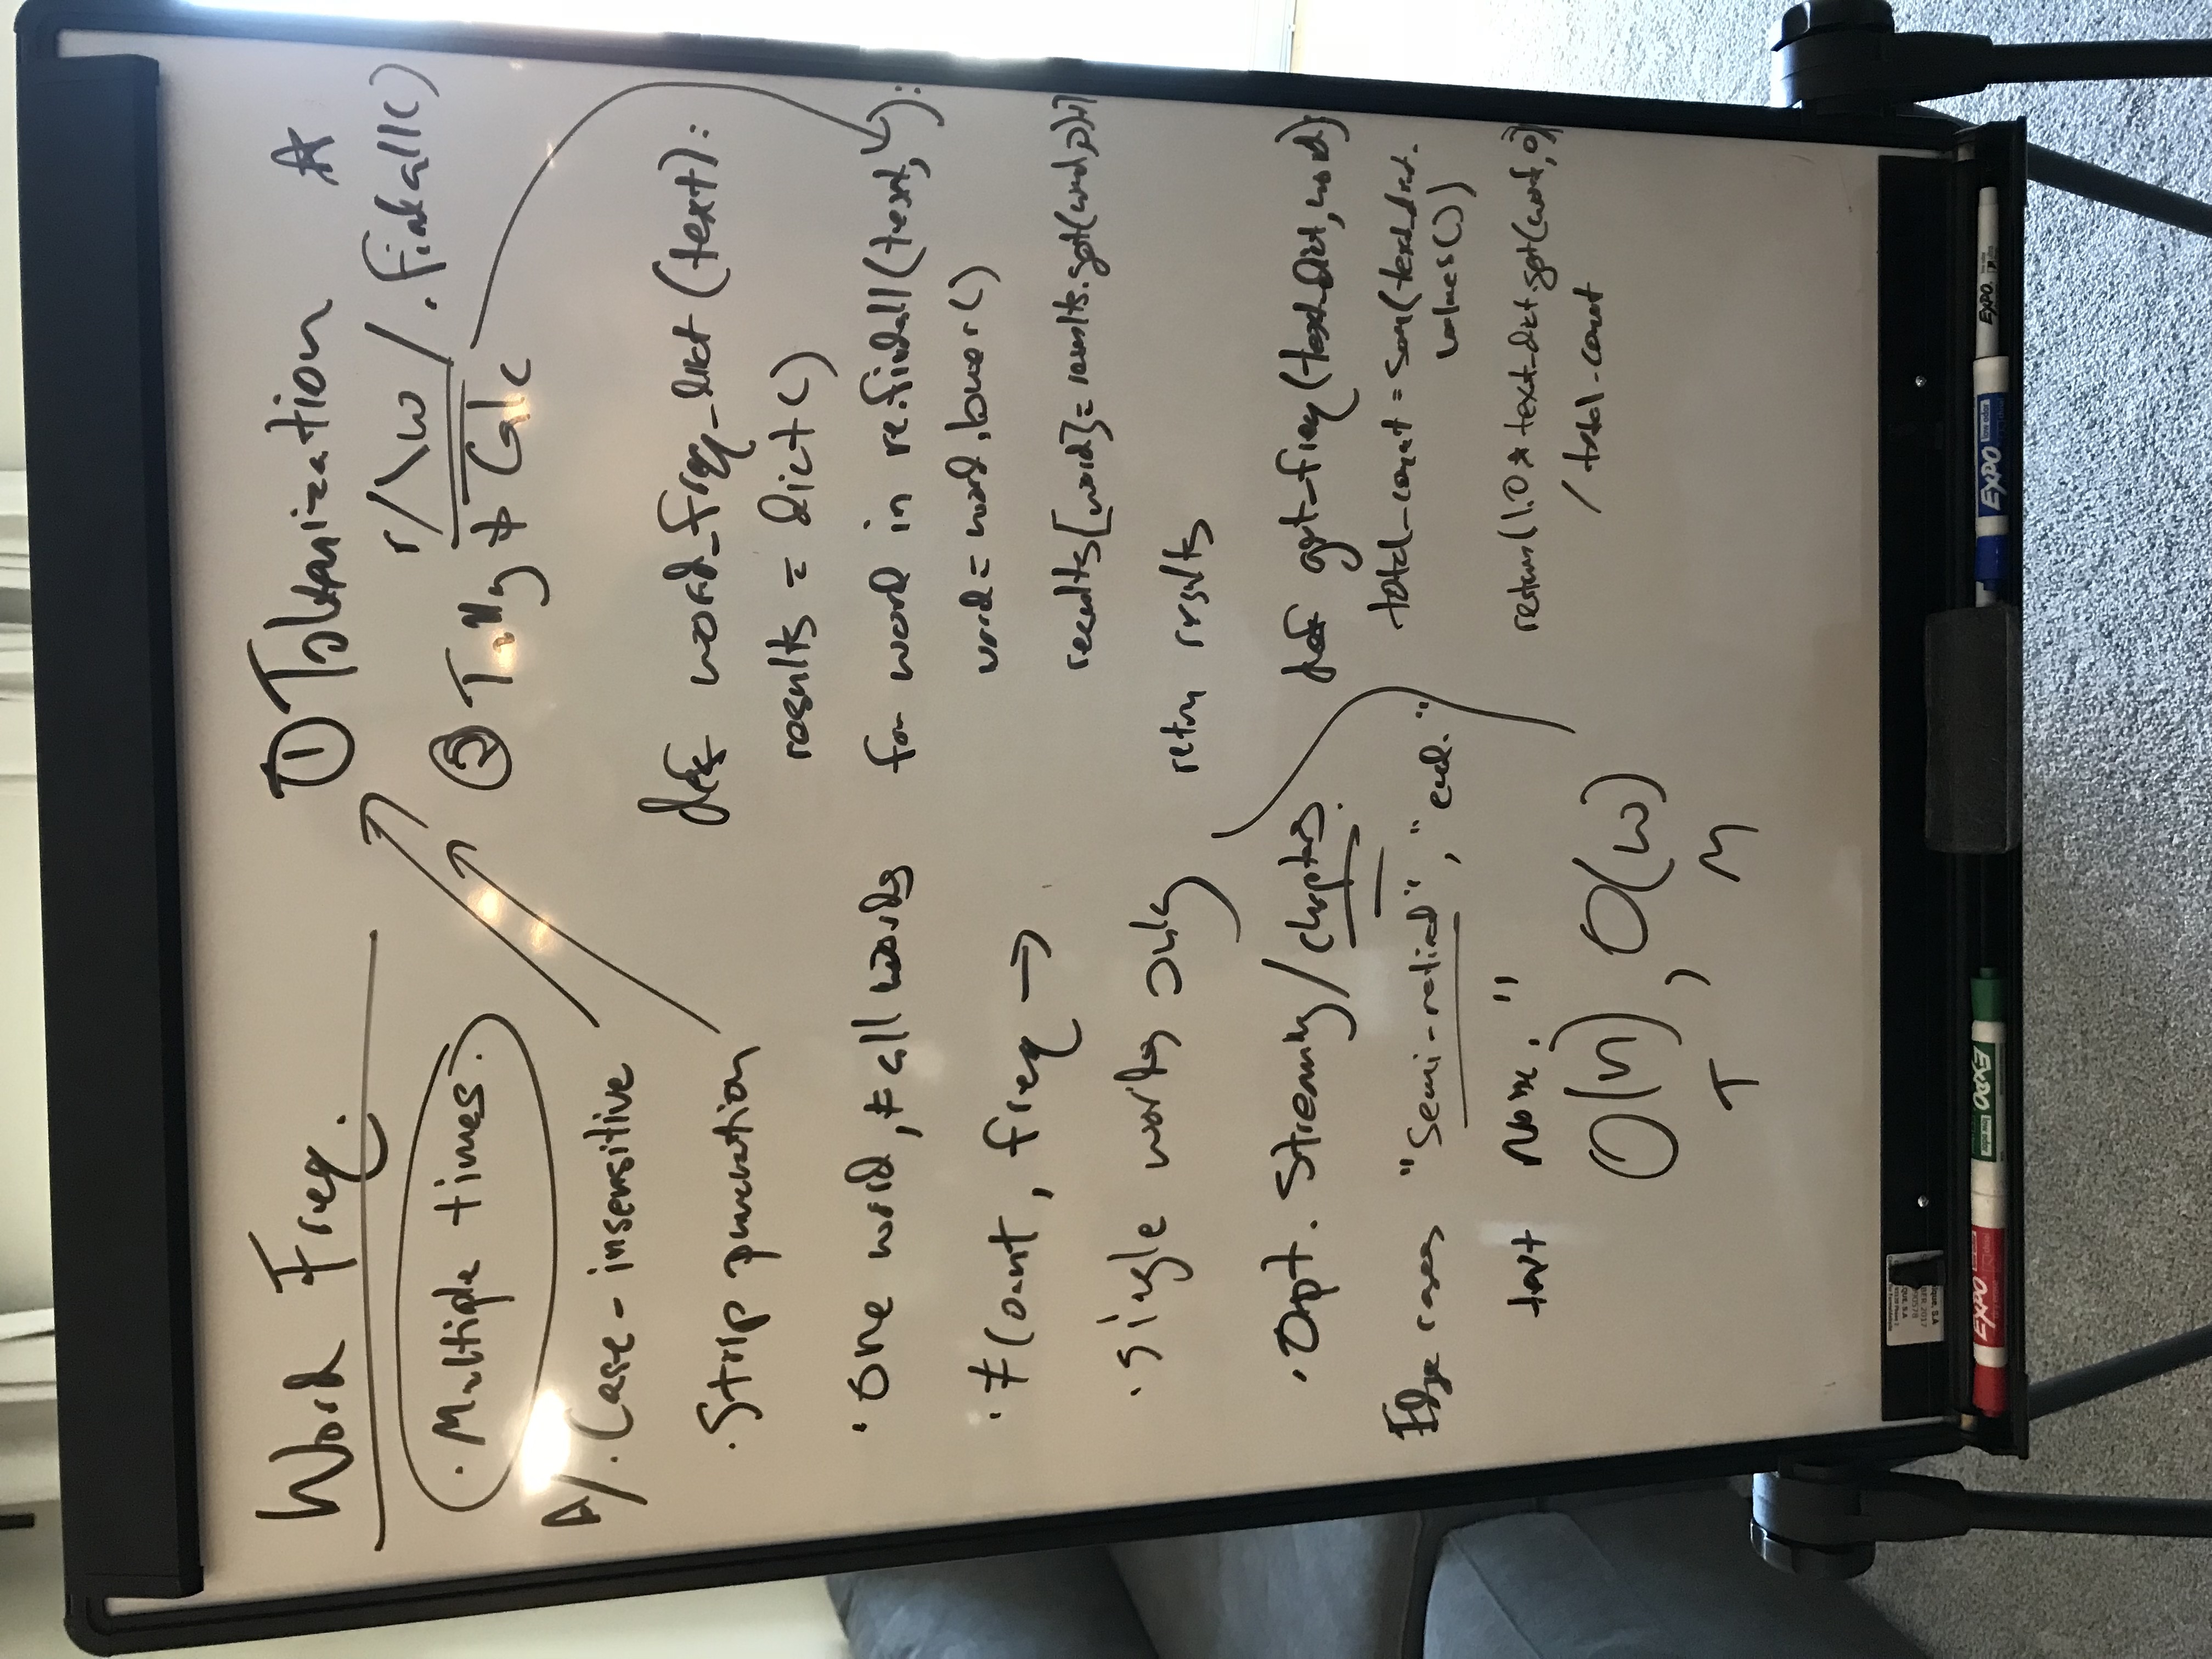 Word Freq.
· Multiple times.
A/. Case-insensitive
· Strip puncuation
· One word, ≠ all words
· ≠ Count, freq →
· Single words only
· Opt. Streaming / chapters.
Edge cases "Semi-retired", "end."
text None. "
O(n), O(w)
T M
① Tokenization ☆
r/\w/.findall()
② Tally & Calc
def word_freq_dict(text):
results = dict()
for word in re.findall(text, ):
word = word.lower()
results[word] = results.get(word,0)+1
return results
def get_freq(text_dict, word):
total_count = sum(text_dict.
values())
return (1.0 * text_dict.get(word, 0)
/ total_count
EXPO
EXPO
low odor
EXPO
low odor
EXPO